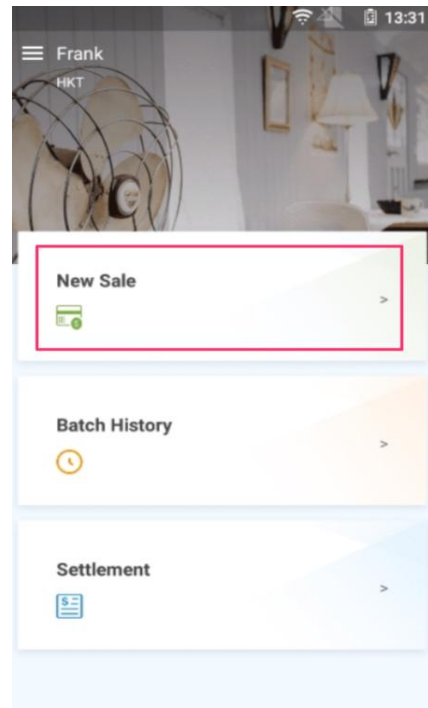 13:31
Frank
HKT
New Sale
>
Batch History
>
Settlement
>